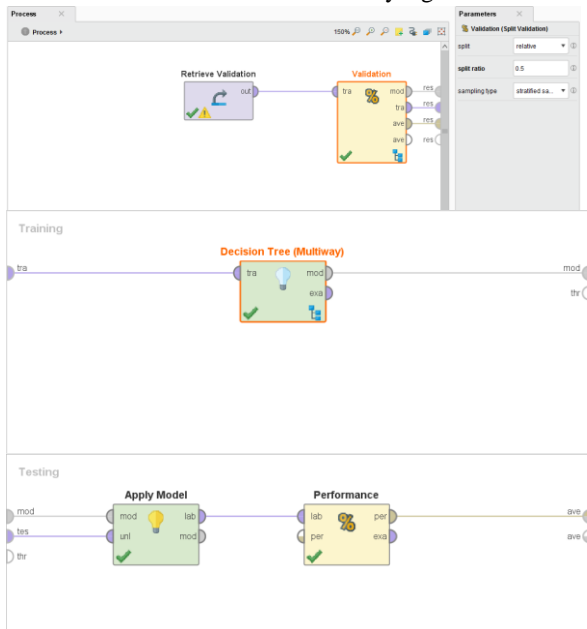 Process
Parameters
Process
150%
Validation (Split Validation)
split
relative
split ratio
0.5
sampling type
stratified sa...
Retrieve Validation
out
Validation
tra
mod
tra
ave
ave
res
res
res
res
Training
Decision Tree (Multiway)
tra
tra
mod
exa
mod
thr
Testing
Apply Model
Performance
mod
tes
thr
mod
unl
lab
mod
lab
per
per
exa
ave
ave